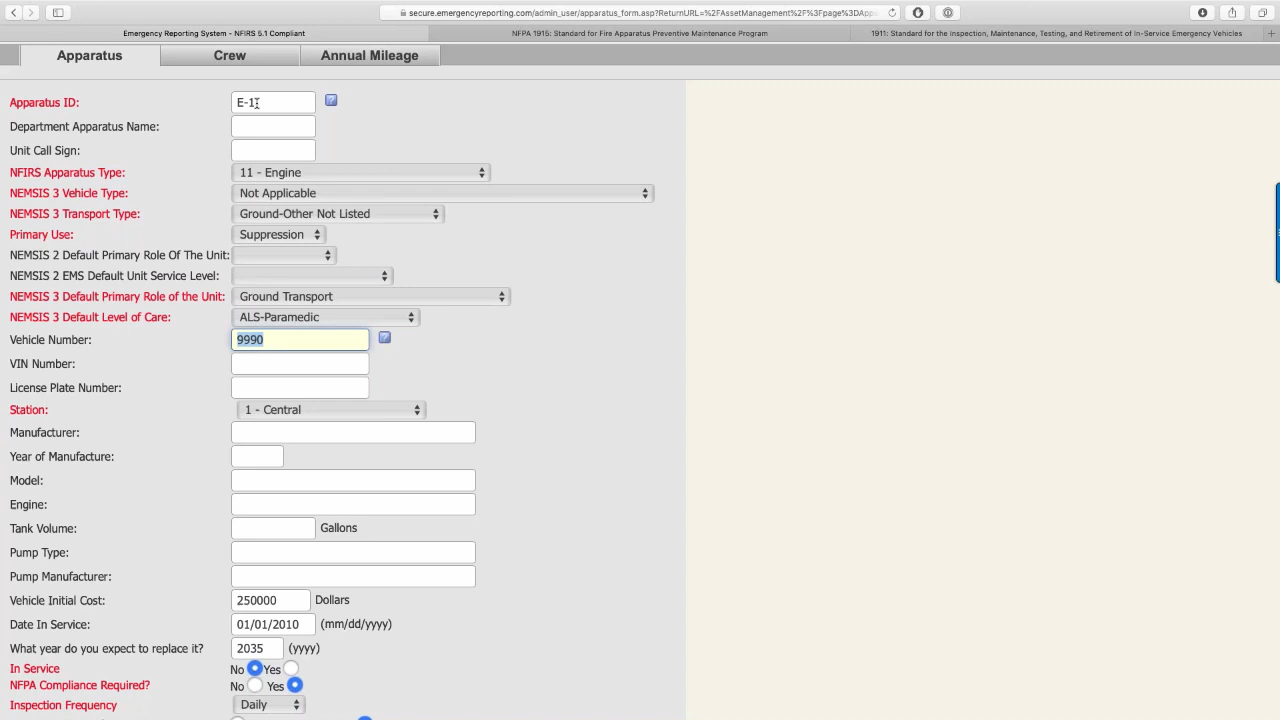 secure.emergencyreporting.com/admin_user/apparatus_form.asp?ReturnURL=%2FAssetManagement%2F%3Fpage%3DApp
Emergency Reporting System - NFIRS 5.1 Compliant
NFPA 1915: Standard for Fire Apparatus Preventive Maintenance Program
1911: Standard for the Inspection, Maintenance, Testing, and Retirement of In-Service Emergency Vehicles
Apparatus Crew Annual Mileage
Apparatus ID: E-1
Department Apparatus Name:
Unit Call Sign:
NFIRS Apparatus Type: 11 - Engine
NEMSIS 3 Vehicle Type: Not Applicable
NEMSIS 3 Transport Type: Ground-Other Not Listed
Primary Use: Suppression
NEMSIS 2 Default Primary Role Of The Unit:
NEMSIS 2 EMS Default Unit Service Level:
NEMSIS 3 Default Primary Role of the Unit: Ground Transport
NEMSIS 3 Default Level of Care: ALS-Paramedic
Vehicle Number: 9990
VIN Number:
License Plate Number:
Station: 1 - Central
Manufacturer:
Year of Manufacture:
Model:
Engine:
Tank Volume: Gallons
Pump Type:
Pump Manufacturer:
Vehicle Initial Cost: 250000 Dollars
Date In Service: 01/01/2010 (mm/dd/yyyy)
What year do you expect to replace it? 2035 (yyyy)
In Service No Yes
NFPA Compliance Required? No Yes
Inspection Frequency Daily